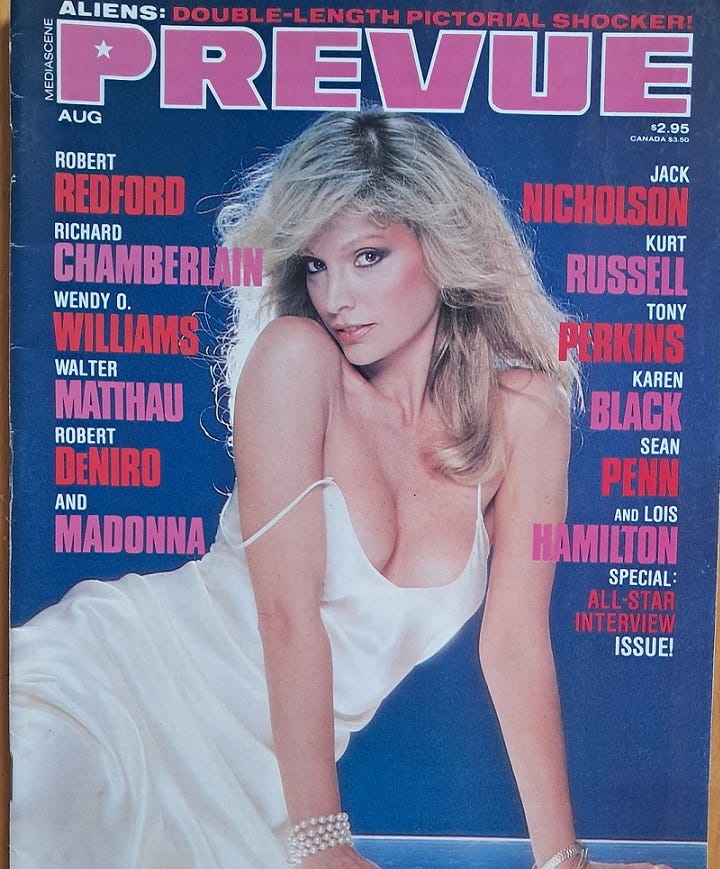 ALIENS: DOUBLE-LENGTH PICTORIAL SHOCKER!
MEDIASCENE
PREVUE
AUG
$2.95
CANADA $3.50
ROBERT
REDFORD
RICHARD
CHAMBERLAIN
WENDY O.
WILLIAMS
WALTER
MATTHAU
ROBERT
DeNIRO
AND
MADONNA
JACK
NICHOLSON
KURT
RUSSELL
TONY
PERKINS
KAREN
BLACK
SEAN
PENN
AND LOIS
HAMILTON
SPECIAL:
ALL-STAR
INTERVIEW
ISSUE!